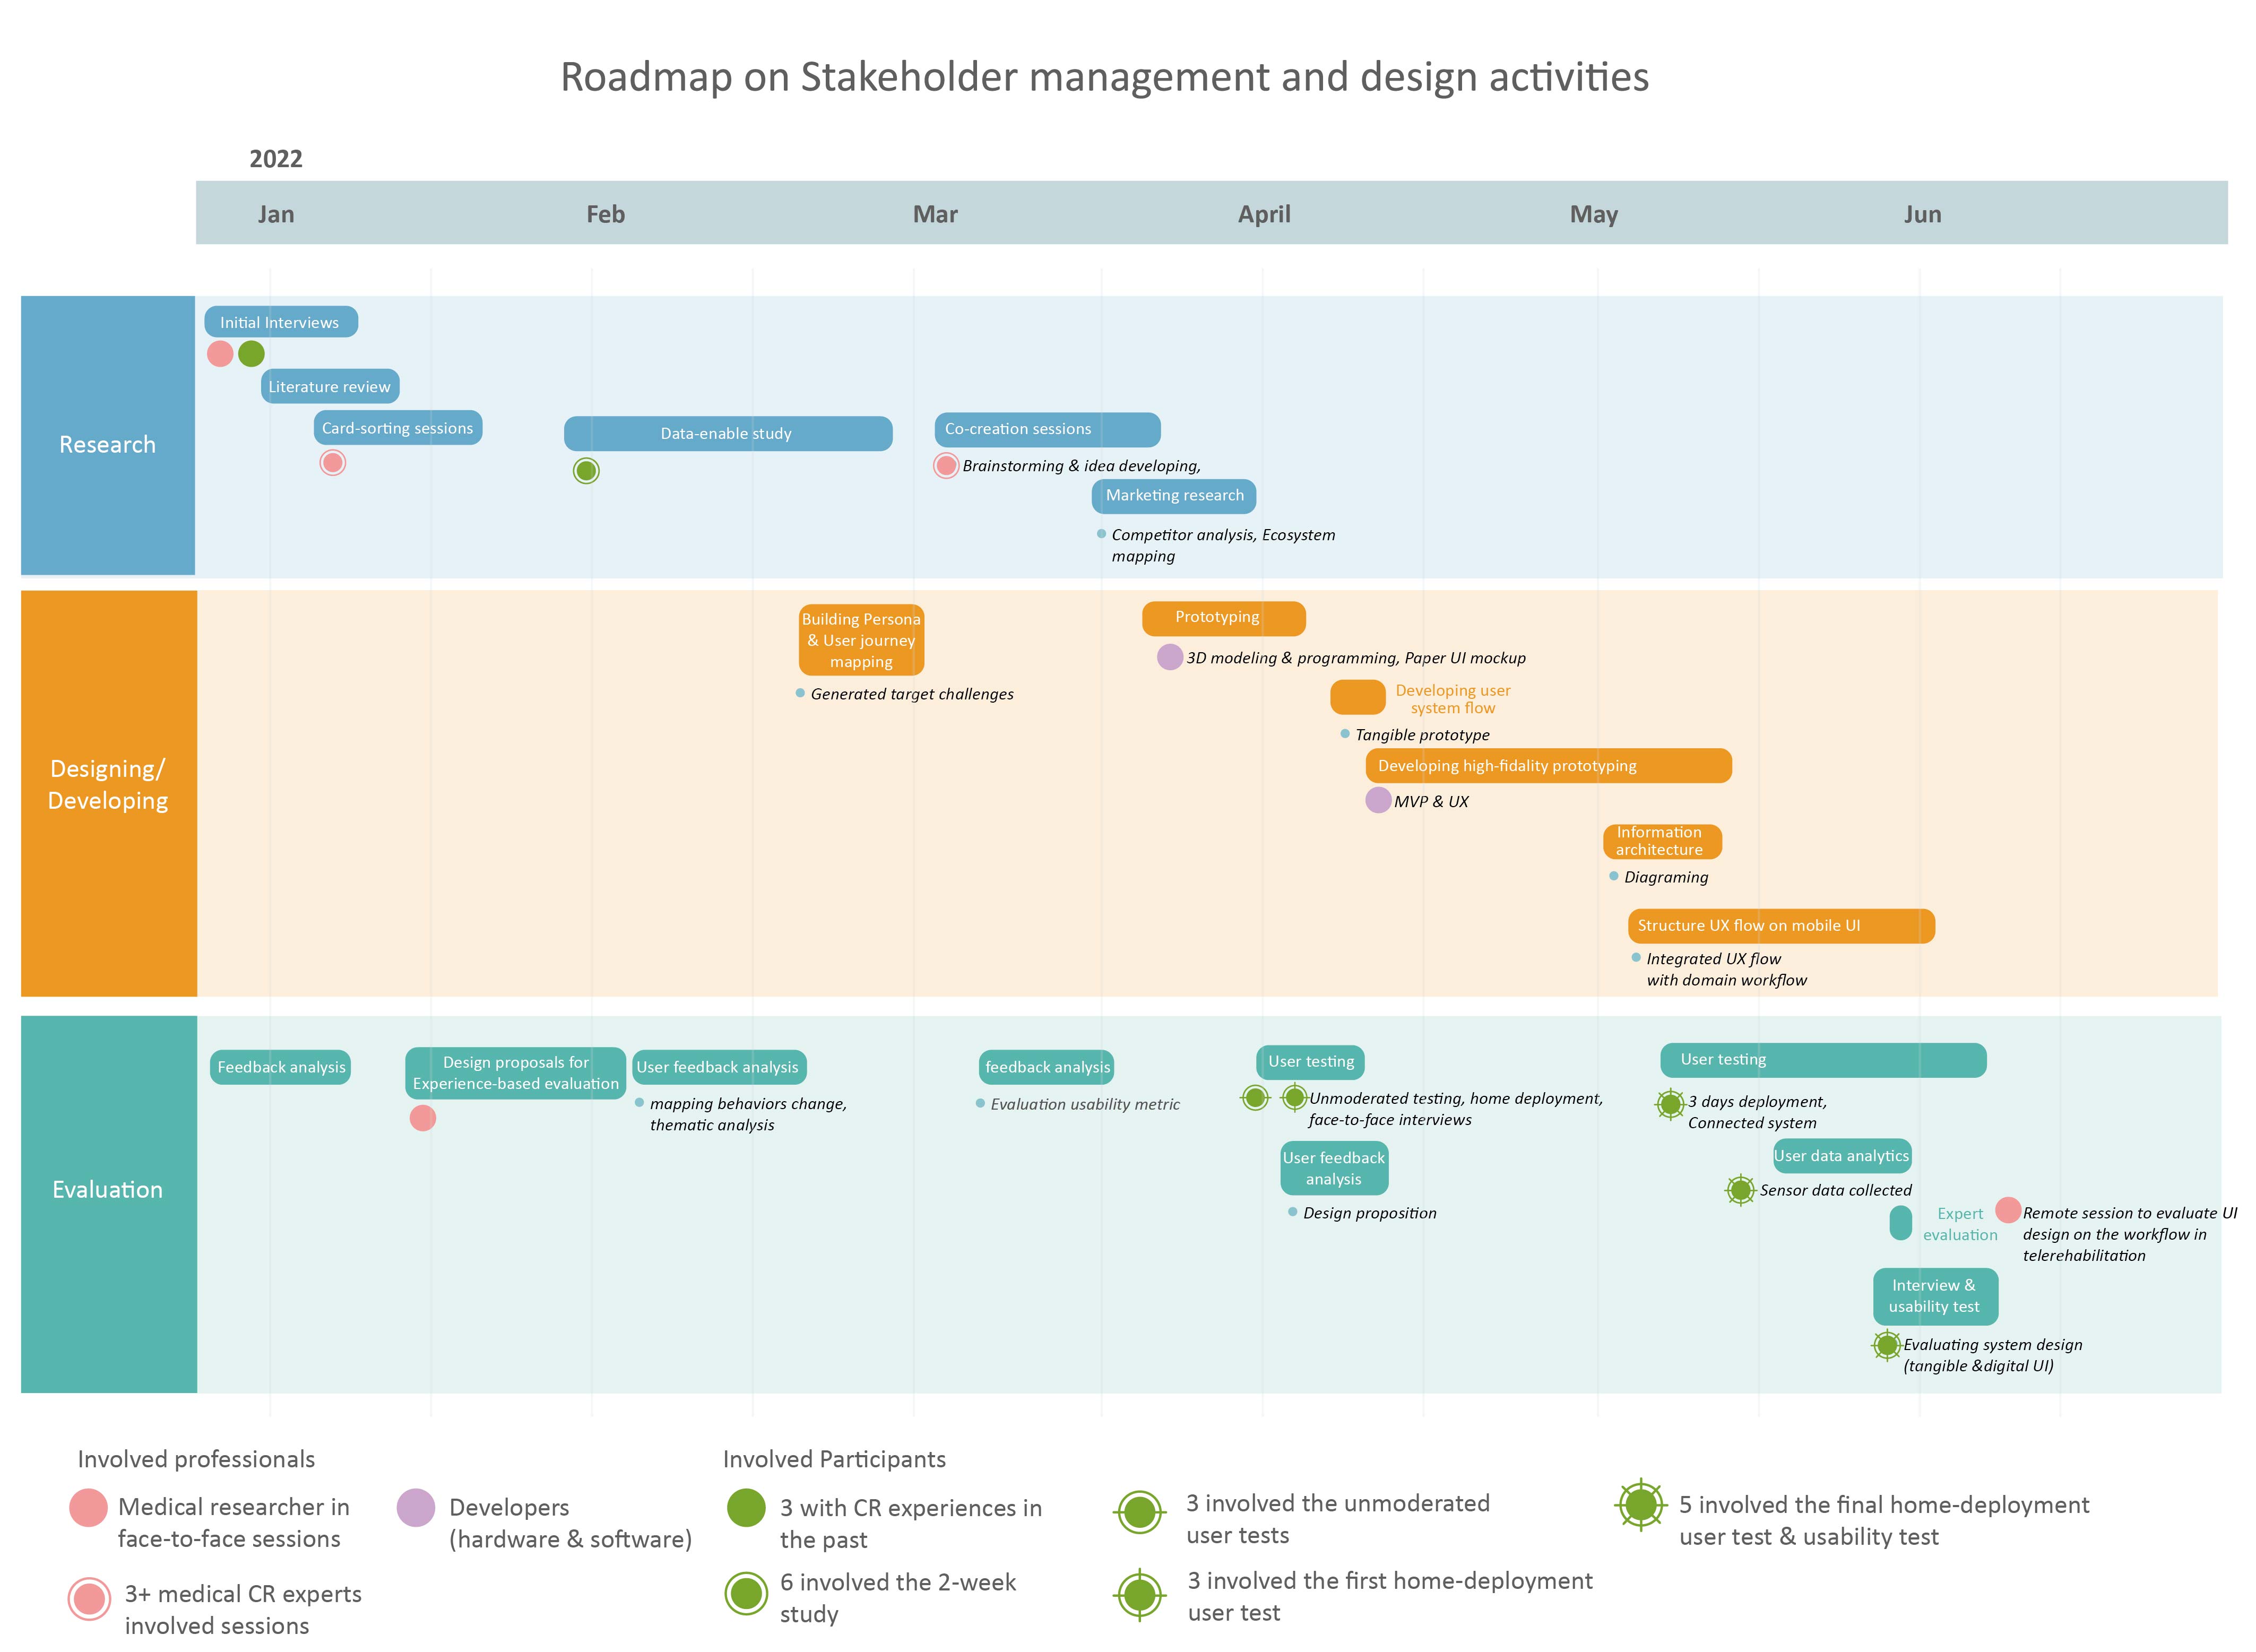 Roadmap on Stakeholder management and design activities
2022
Jan Feb Mar April May Jun
Research
Initial Interviews
Literature review
Card-sorting sessions
Data-enable study
Co-creation sessions
Brainstorming & idea developing,
Marketing research
Competitor analysis, Ecosystem
mapping
Designing/
Developing
Building Persona
& User journey
mapping
Generated target challenges
Prototyping
3D modeling & programming, Paper UI mockup
Developing user
system flow
Tangible prototype
Developing high-fidality prototyping
MVP & UX
Information
architecture
Diagraming
Structure UX flow on mobile UI
Integrated UX flow
with domain workflow
Evaluation
Feedback analysis
Design proposals for
Experience-based evaluation
User feedback analysis
mapping behaviors change,
thematic analysis
feedback analysis
Evaluation usability metric
User testing
Unmoderated testing, home deployment,
face-to-face interviews
User feedback
analysis
Design proposition
User testing
3 days deployment,
Connected system
User data analytics
Sensor data collected
Expert
evaluation
Remote session to evaluate UI
design on the workflow in
telerehabilitation
Interview &
usability test
Evaluating system design
(tangible &digital UI)
Involved professionals
Medical researcher in
face-to-face sessions
3+ medical CR experts
involved sessions
Developers
(hardware & software)
Involved Participants
3 with CR experiences in
the past
6 involved the 2-week
study
3 involved the unmoderated
user tests
3 involved the first home-deployment
user test
5 involved the final home-deployment
user test & usability test